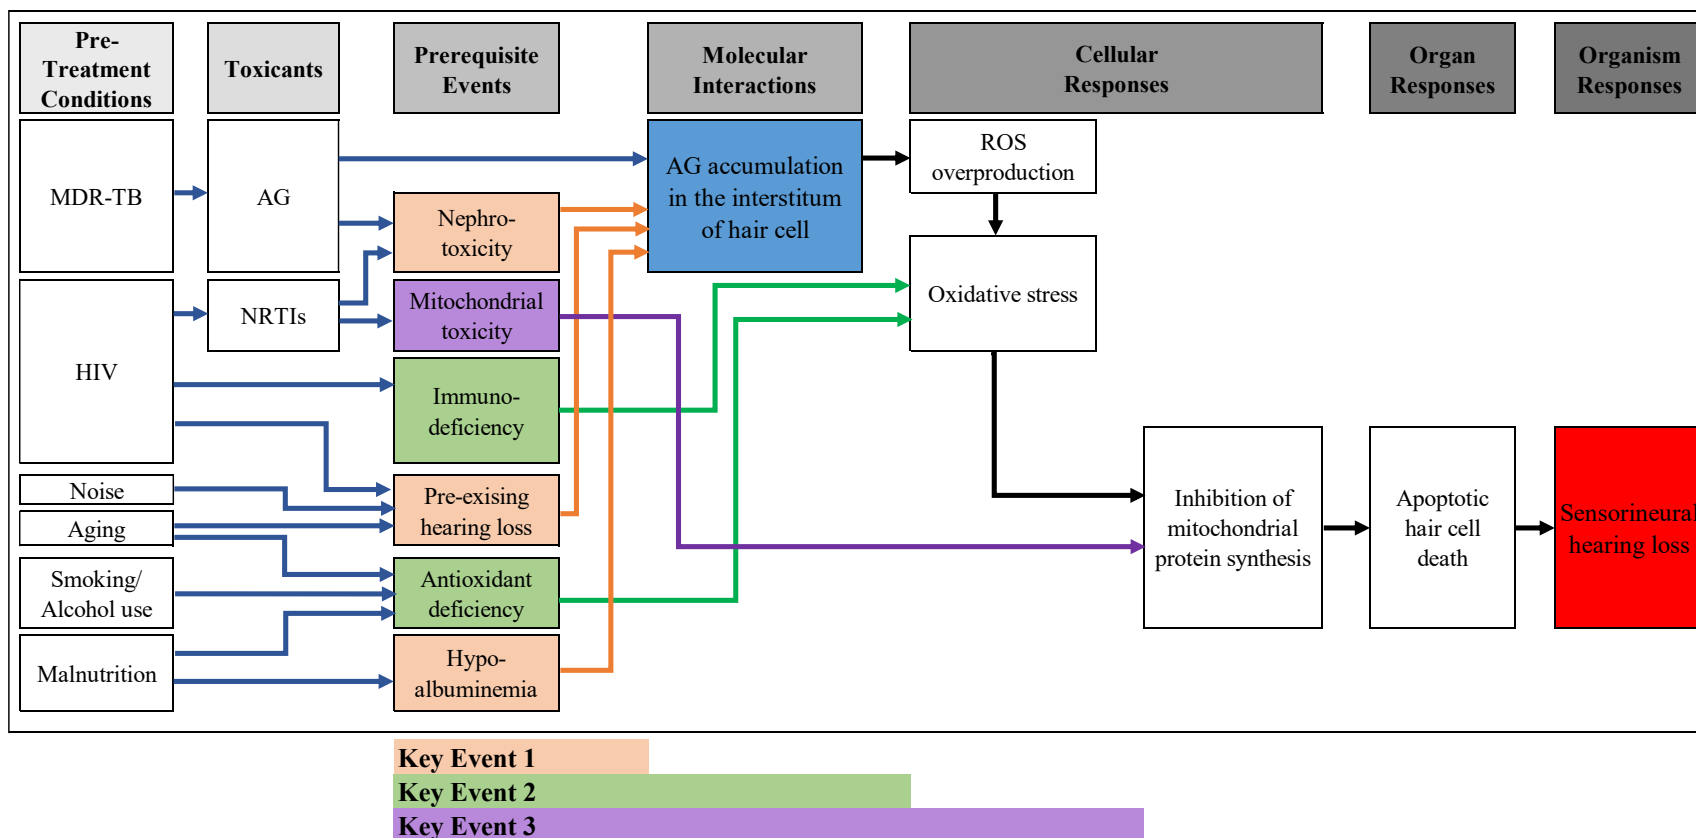 Pre-
Treatment
Conditions
Toxicants
Prerequisite
Events
Molecular
Interactions
Cellular
Responses
Organ
Responses
Organism
Responses
MDR-TB
AG
Nephro-
toxicity
AG accumulation
in the interstitum
of hair cell
ROS
overproduction
HIV
NRTIs
Mitochondrial
toxicity
Oxidative stress
Immuno-
deficiency
Noise
Aging
Pre-exising
hearing loss
Inhibition of
mitochondrial
protein synthesis
Apoptotic
hair cell
death
Sensorineural
hearing loss
Smoking/
Alcohol use
Antioxidant
deficiency
Malnutrition
Hypo-
albuminemia
Key Event 1
Key Event 2
Key Event 3